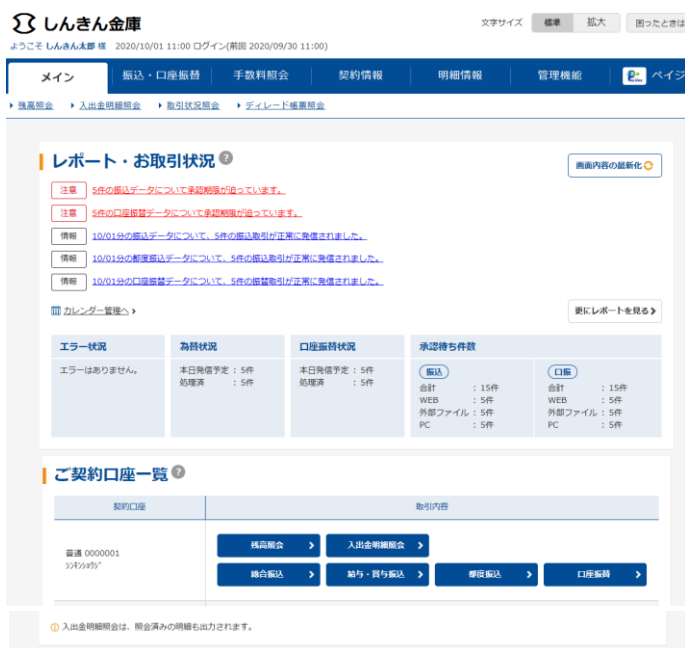 しんきん金庫
文字サイズ 標準 拡大 困ったときは
ようこそ しんきん太郎 様 2020/10/01 11:00 ログイン(前回 2020/09/30 11:00)
メイン 振込・口座振替 手数料照会 契約情報 明細情報 管理機能 ペイジ
残高照会 入出金明細照会 取引状況照会 ディレード帳票照会
レポート・お取引状況 ?
画面内容の最新化
注意 5件の振込データについて承認期限が迫っています。
注意 5件の口座振替データについて承認期限が迫っています。
情報 10/01分の振込データについて、5件の振込取引が正常に発信されました。
情報 10/01分の都度振込データについて、5件の振込取引が正常に発信されました。
情報 10/01分の口座振替データについて、5件の振替取引が正常に発信されました。
カレンダー管理へ
更にレポートを見る
エラー状況 為替状況 口座振替状況 承認待ち件数
エラーはありません。
本日発信予定 : 5件
処理済 : 5件
本日発信予定 : 5件
処理済 : 5件
振込
合計 : 15件
WEB : 5件
外部ファイル : 5件
PC : 5件
口振
合計 : 15件
WEB : 5件
外部ファイル : 5件
PC : 5件
ご契約口座一覧 ?
契約口座 取引内容
普通 0000001
ｼﾝｷﾝｼｮｳｼﾞ
残高照会 入出金明細照会
総合振込 給与・賞与振込 都度振込 口座振替
入出金明細照会は、照会済みの明細も出力されます。